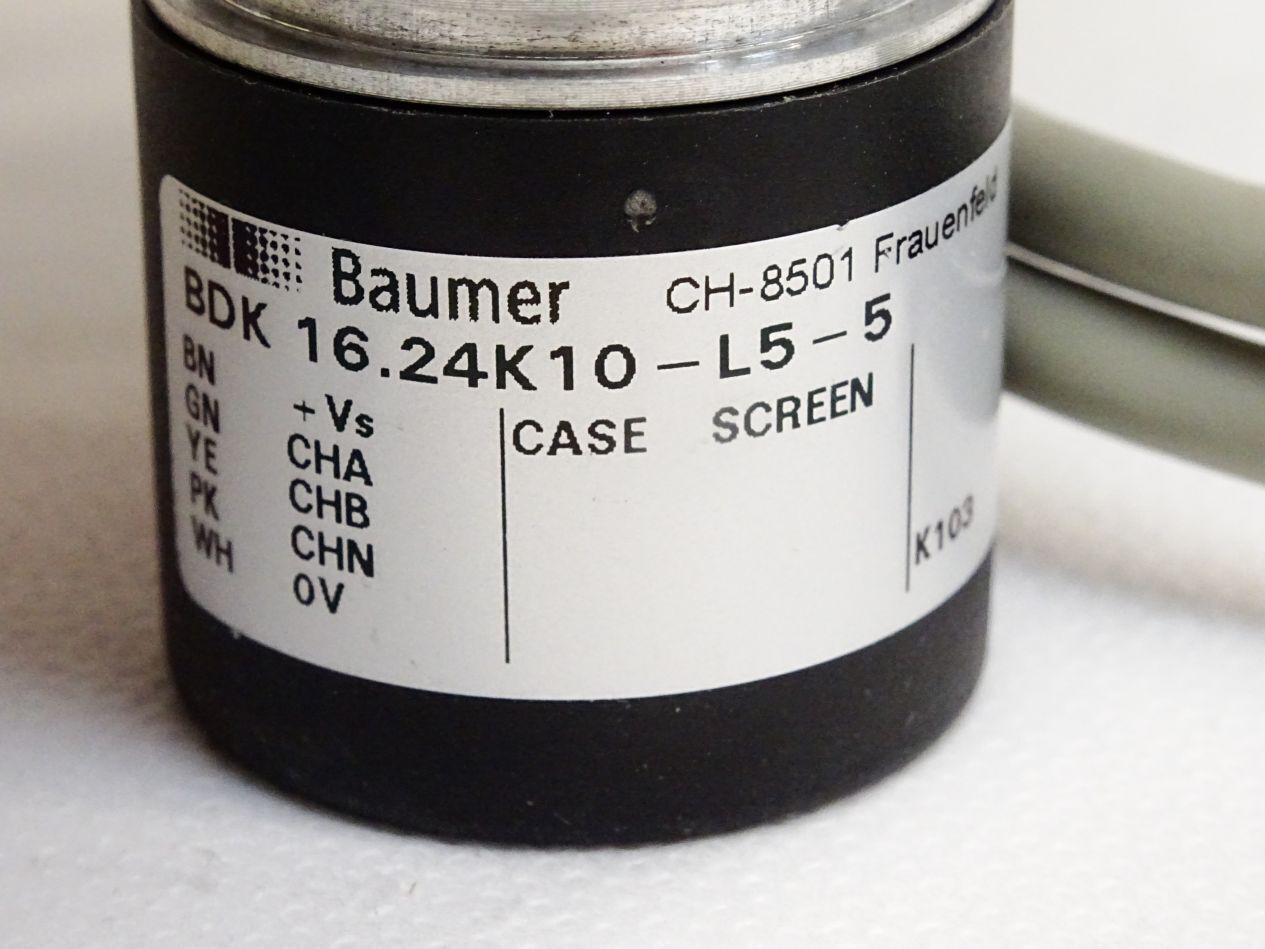 Baumer CH-8501 Frauenfeld
BDK 16.24K10-L5-5
BN +Vs CASE SCREEN
GN CHA
YE CHB
PK CHN
WH 0V
K103